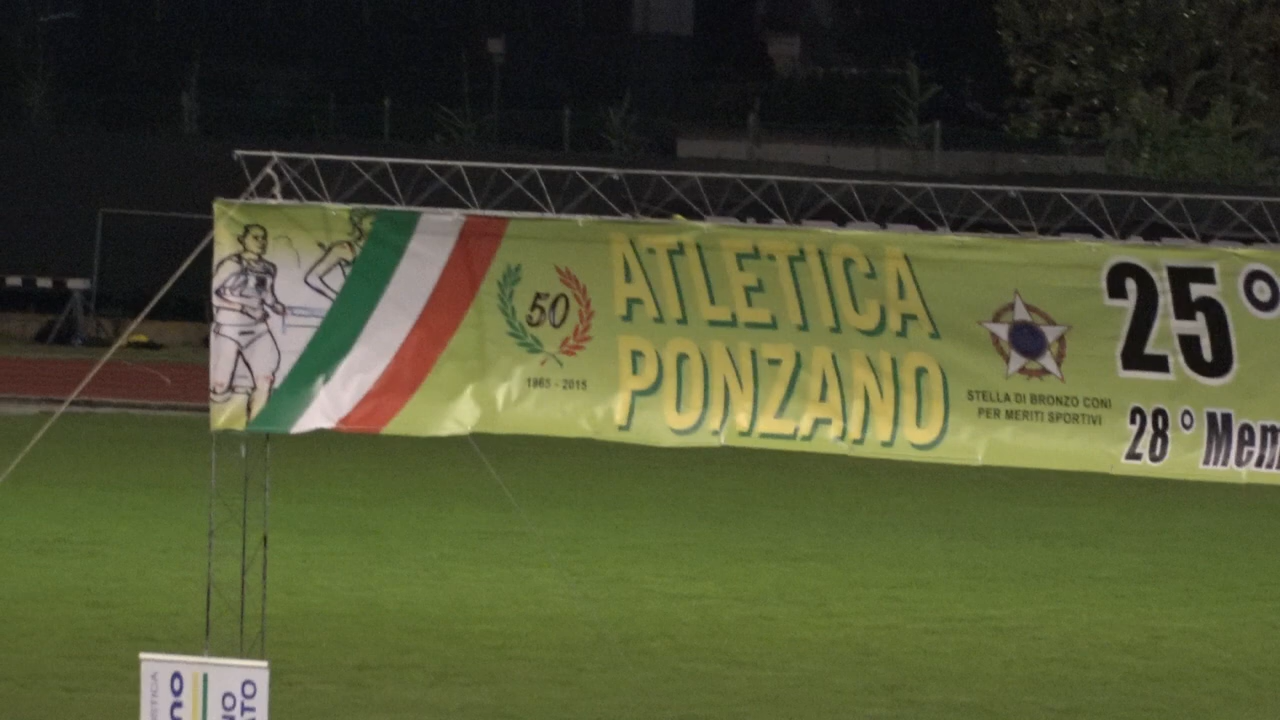 50
1965 - 2015
ATLETICA
PONZANO
STELLA DI BRONZO CONI
PER MERITI SPORTIVI
25°
28° Mem